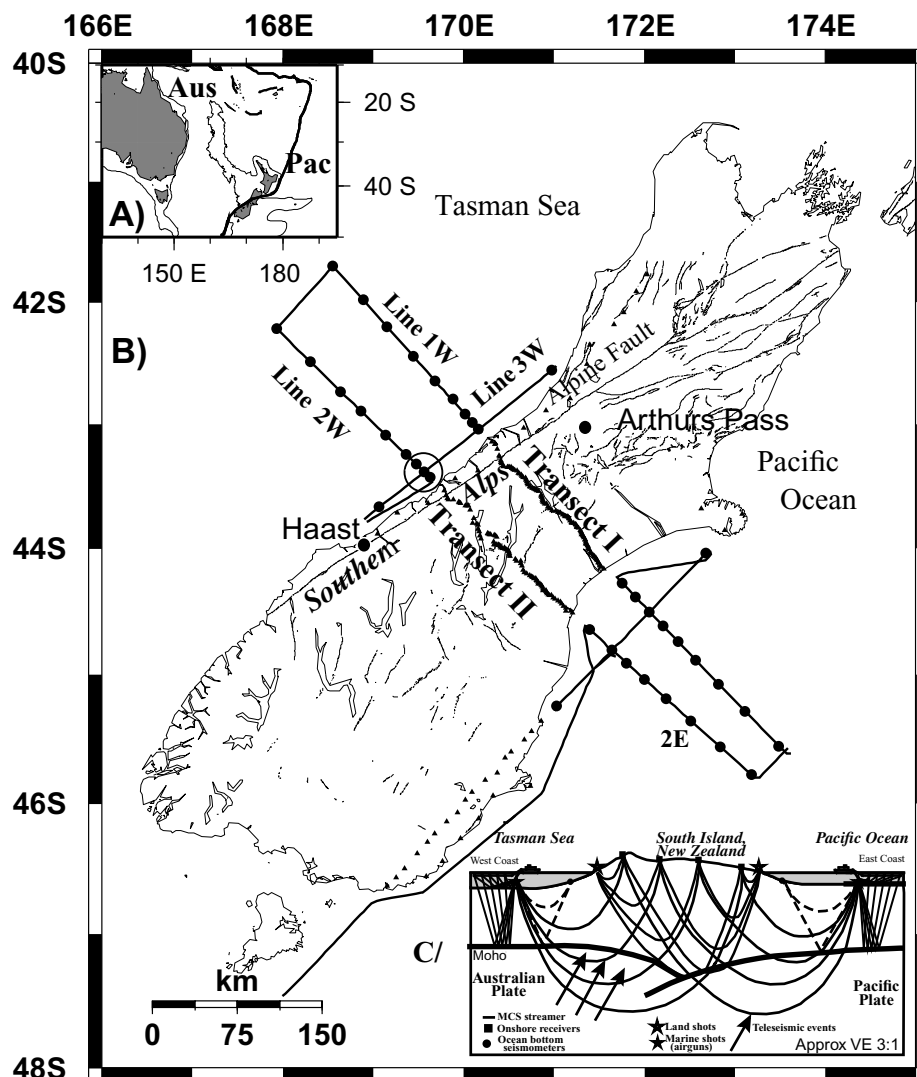 166E 168E 170E 172E 174E
40S
Aus
20 S
Pac
40 S
A)
150 E 180
Tasman Sea
42S
B)
Line 1W
Line 3W
Line 2W
Alpine Fault
Arthurs Pass
Pacific
Ocean
Transect I
Alps
Haast
44S
Southern
Transect II
2E
46S
Tasman Sea
South Island,
New Zealand
Pacific Ocean
West Coast
East Coast
C/
Moho
Australian
Plate
Pacific
Plate
MCS streamer
Onshore receivers
Ocean bottom
seismometers
Land shots
Marine shots
(airguns)
Teleseismic events
Approx VE 3:1
km
0 75 150
48S